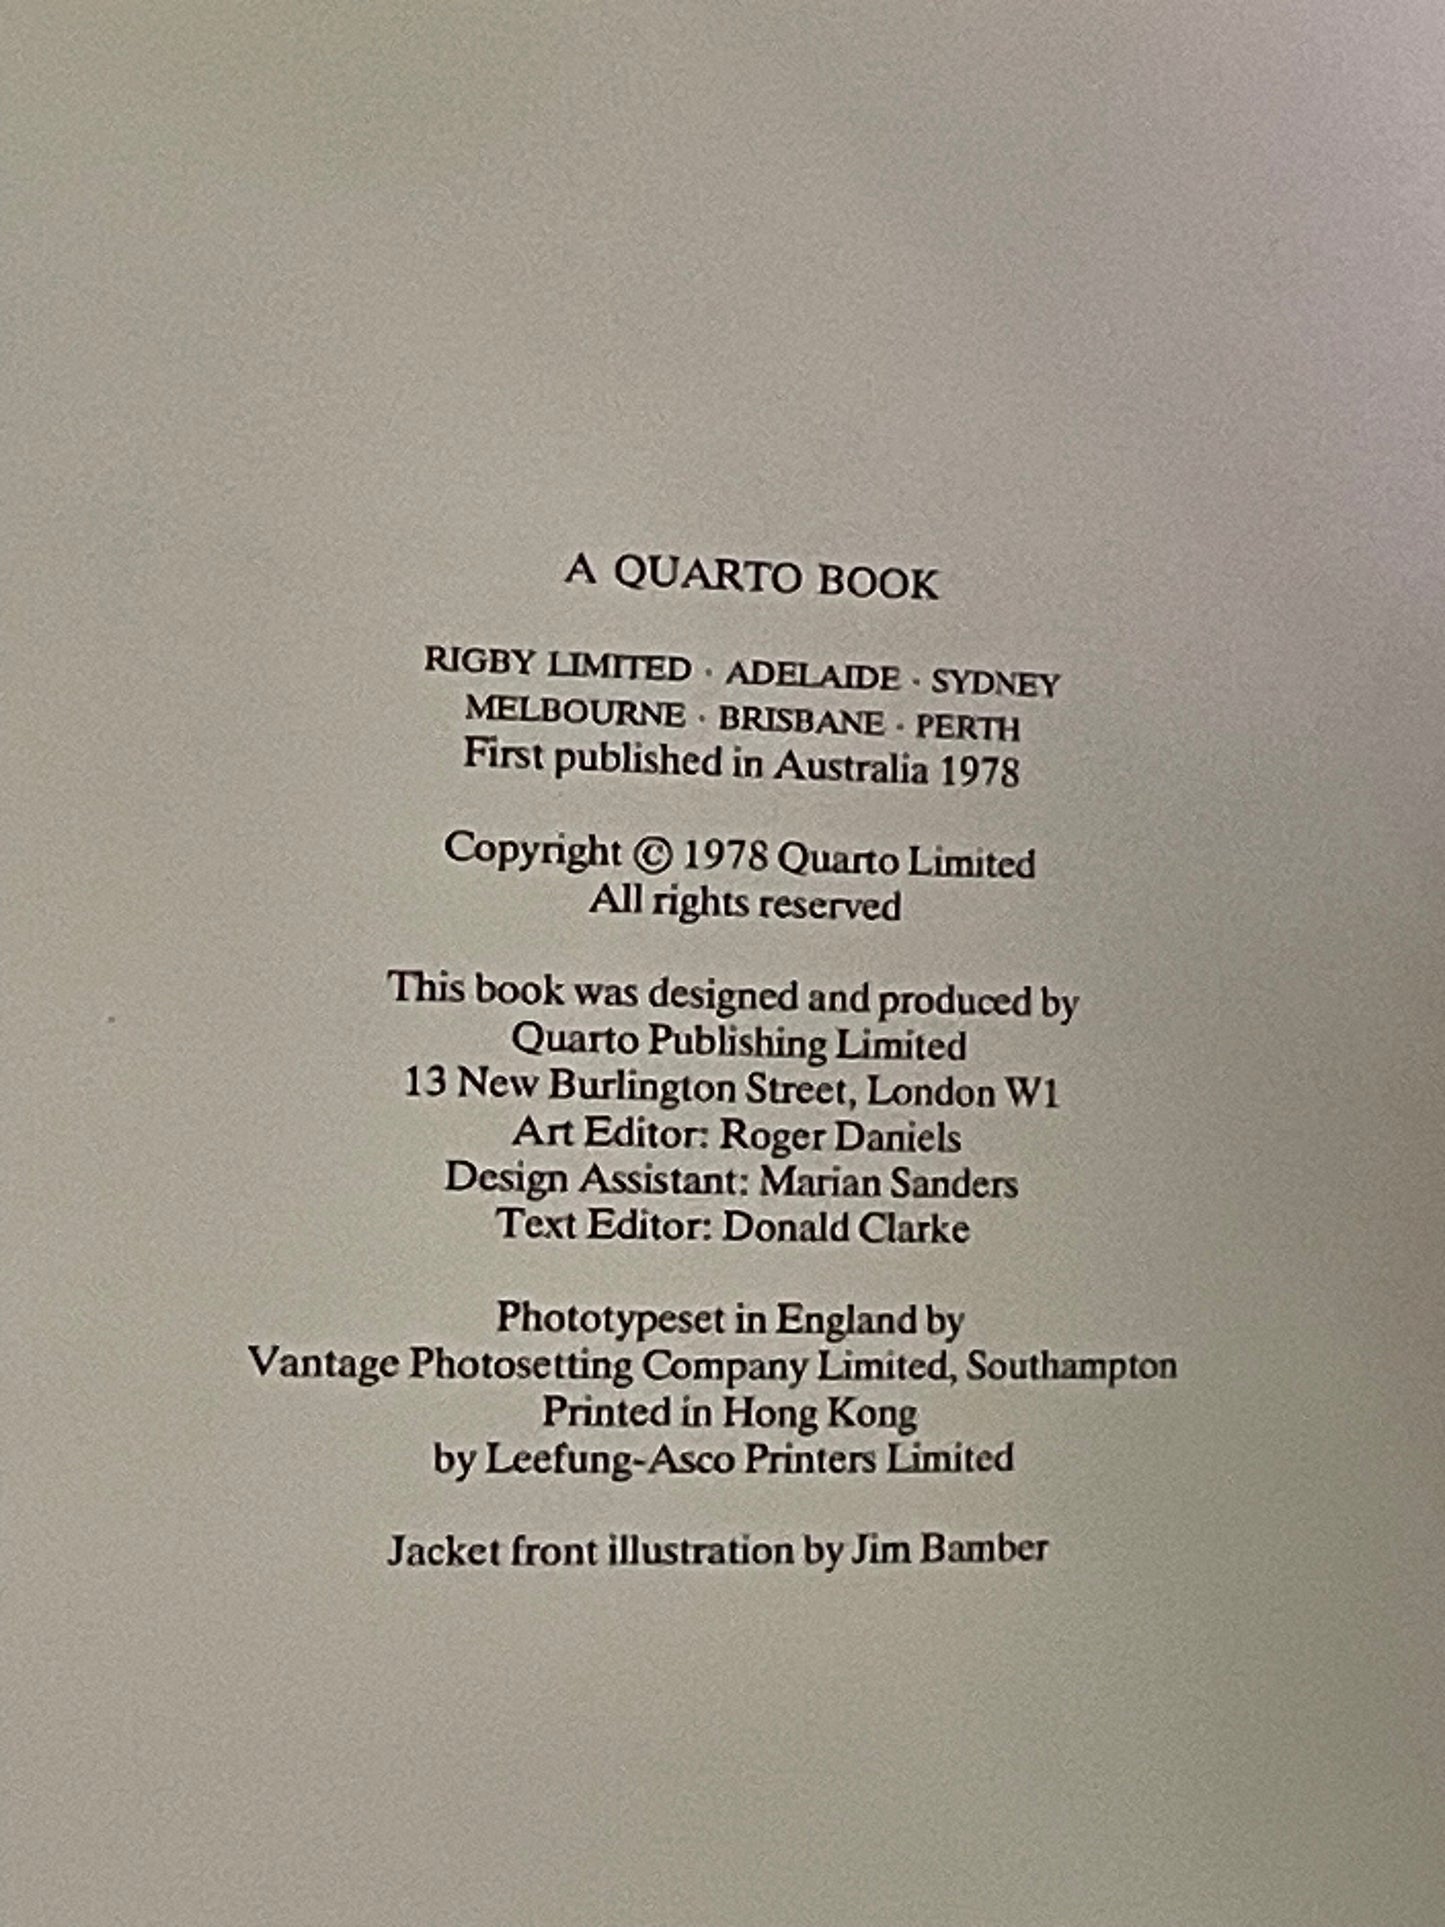 A QUARTO BOOK
RIGBY LIMITED · ADELAIDE · SYDNEY
MELBOURNE · BRISBANE · PERTH
First published in Australia 1978
Copyright © 1978 Quarto Limited
All rights reserved
This book was designed and produced by
Quarto Publishing Limited
13 New Burlington Street, London W1
Art Editor: Roger Daniels
Design Assistant: Marian Sanders
Text Editor: Donald Clarke
Phototypeset in England by
Vantage Photosetting Company Limited, Southampton
Printed in Hong Kong
by Leefung-Asco Printers Limited
Jacket front illustration by Jim Bamber